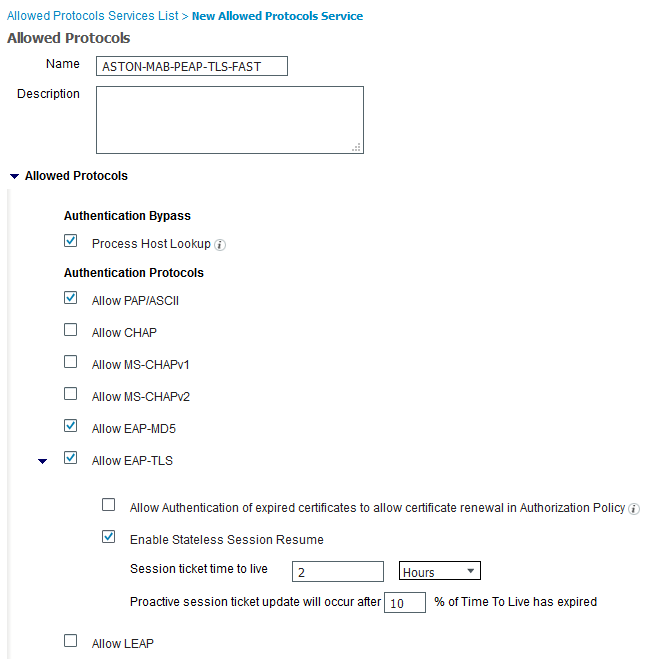 Allowed Protocols Services List > New Allowed Protocols Service
Allowed Protocols
Name ASTON-MAB-PEAP-TLS-FAST
Description
Allowed Protocols
Authentication Bypass
Process Host Lookup i
Authentication Protocols
Allow PAP/ASCII
Allow CHAP
Allow MS-CHAPv1
Allow MS-CHAPv2
Allow EAP-MD5
Allow EAP-TLS
Allow Authentication of expired certificates to allow certificate renewal in Authorization Policy i
Enable Stateless Session Resume
Session ticket time to live 2 Hours
Proactive session ticket update will occur after 10 % of Time To Live has expired
Allow LEAP